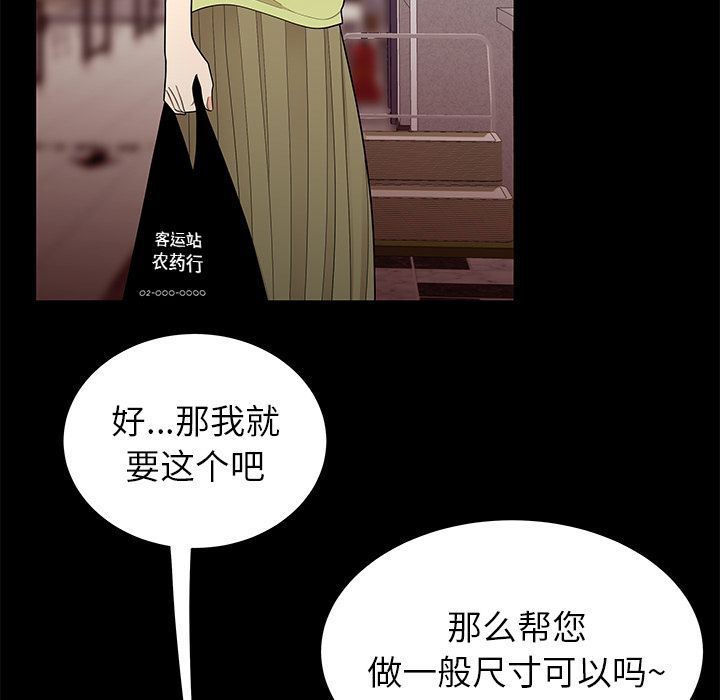 客运站
农药行
02-000-0000
好...那我就
要这个吧
那么帮您
做一般尺寸可以吗~